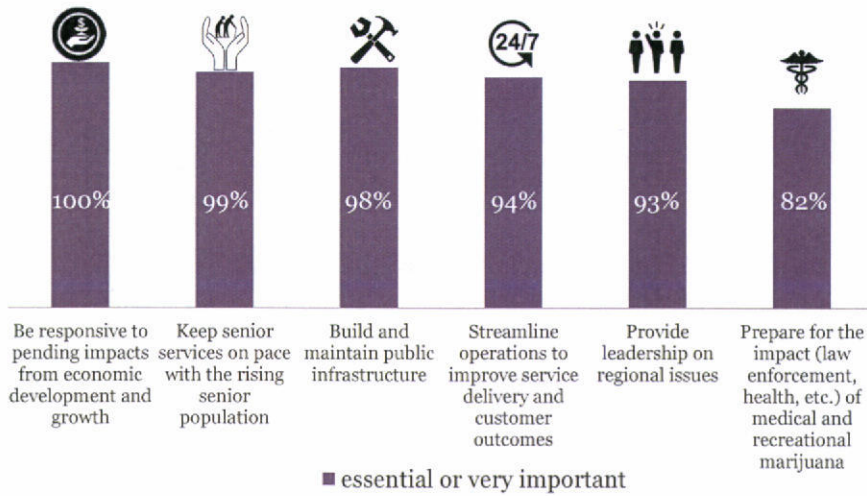 24/7
100%
99%
98%
94%
93%
82%
Be responsive to
pending impacts
from economic
development and
growth
Keep senior
services on pace
with the rising
senior
population
Build and
maintain public
infrastructure
Streamline
operations to
improve service
delivery and
customer
outcomes
Provide
leadership on
regional issues
Prepare for the
impact (law
enforcement,
health, etc.) of
medical and
recreational
marijuana
essential or very important